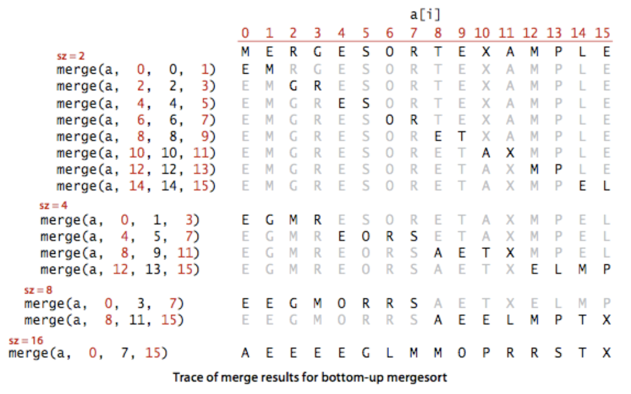 a[i]
0 1 2 3 4 5 6 7 8 9 10 11 12 13 14 15
M E R G E S O R T E X A M P L E
sz = 2
merge(a, 0, 0, 1) E M R G E S O R T E X A M P L E
merge(a, 2, 2, 3) E M G R E S O R T E X A M P L E
merge(a, 4, 4, 5) E M G R E S O R T E X A M P L E
merge(a, 6, 6, 7) E M G R E S O R T E X A M P L E
merge(a, 8, 8, 9) E M G R E S O R E T X A M P L E
merge(a, 10, 10, 11) E M G R E S O R E T A X M P L E
merge(a, 12, 12, 13) E M G R E S O R E T A X M P L E
merge(a, 14, 14, 15) E M G R E S O R E T A X M P E L
sz = 4
merge(a, 0, 1, 3) E G M R E S O R E T A X M P E L
merge(a, 4, 5, 7) E G M R E O R S E T A X M P E L
merge(a, 8, 9, 11) E G M R E O R S A E T X M P E L
merge(a, 12, 13, 15) E G M R E O R S A E T X E L M P
sz = 8
merge(a, 0, 3, 7) E E G M O R R S A E T X E L M P
merge(a, 8, 11, 15) E E G M O R R S A E E L M P T X
sz = 16
merge(a, 0, 7, 15) A E E E E G L M M O P R R S T X
Trace of merge results for bottom-up mergesort